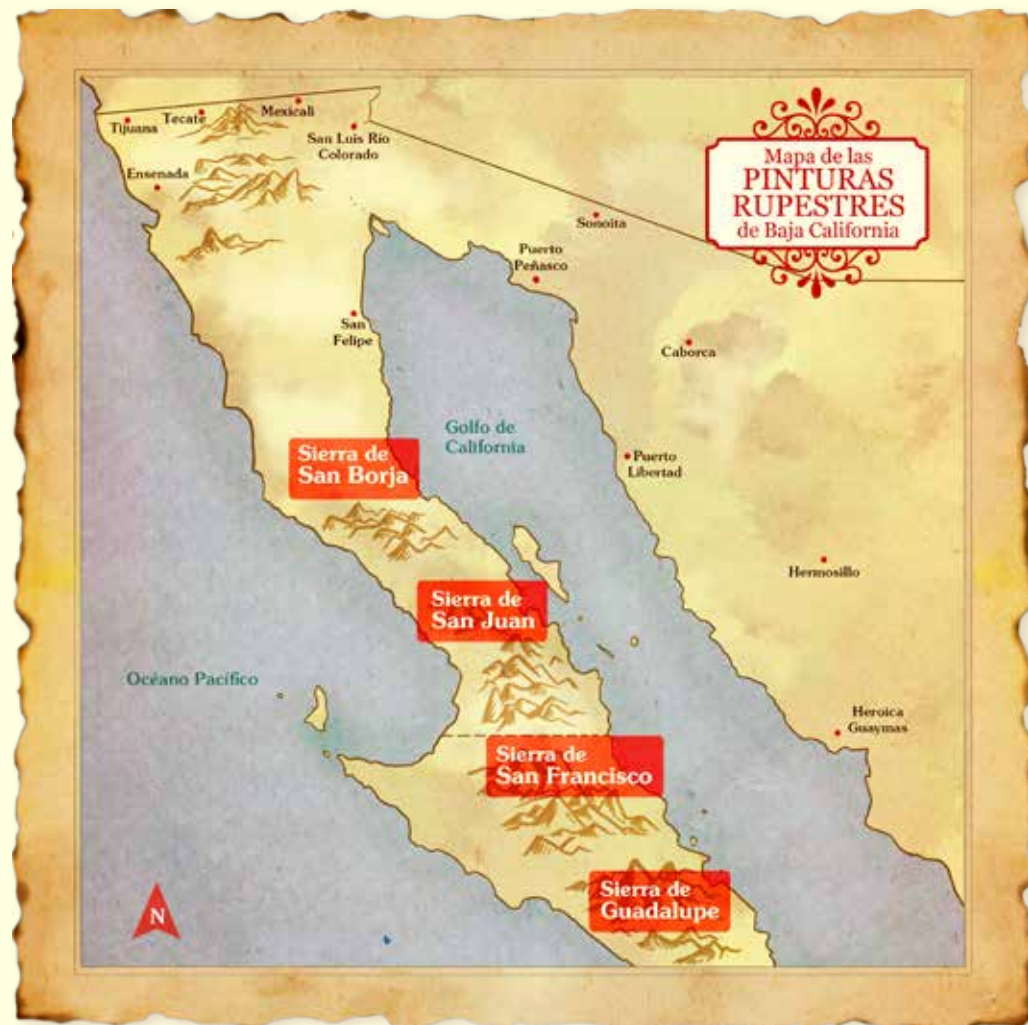 Mapa de las
PINTURAS
RUPESTRES
de Baja California
Tijuana
Tecate
Mexicali
San Luis Río
Colorado
Ensenada
Sonoita
Puerto
Peñasco
San
Felipe
Caborca
Golfo de
California
Sierra de
San Borja
Puerto
Libertad
Hermosillo
Sierra de
San Juan
Océano Pacífico
Heroica
Guaymas
Sierra de
San Francisco
Sierra de
Guadalupe
N